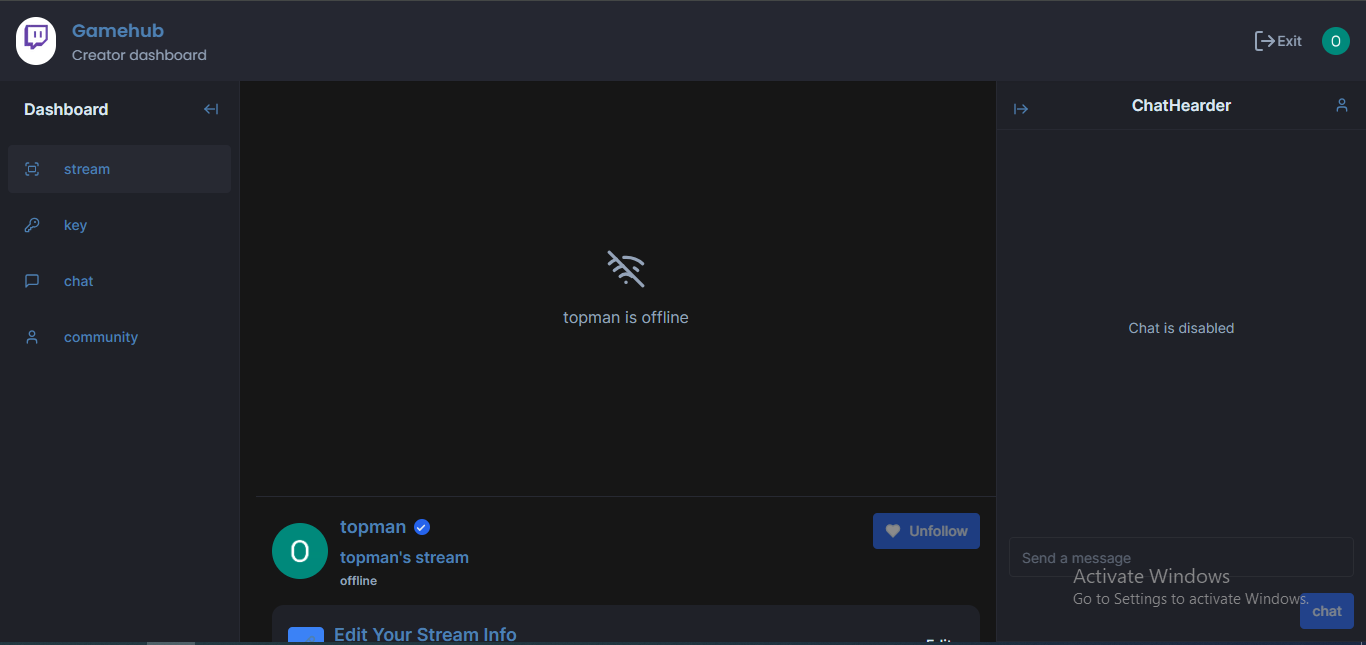 Gamehub
Creator dashboard
Exit
O
Dashboard
stream
key
chat
community
topman is offline
topman
topman's stream
offline
O
Unfollow
Edit Your Stream Info
Edit
ChatHearder
Chat is disabled
Send a message
Activate Windows
Go to Settings to activate Windows.
chat